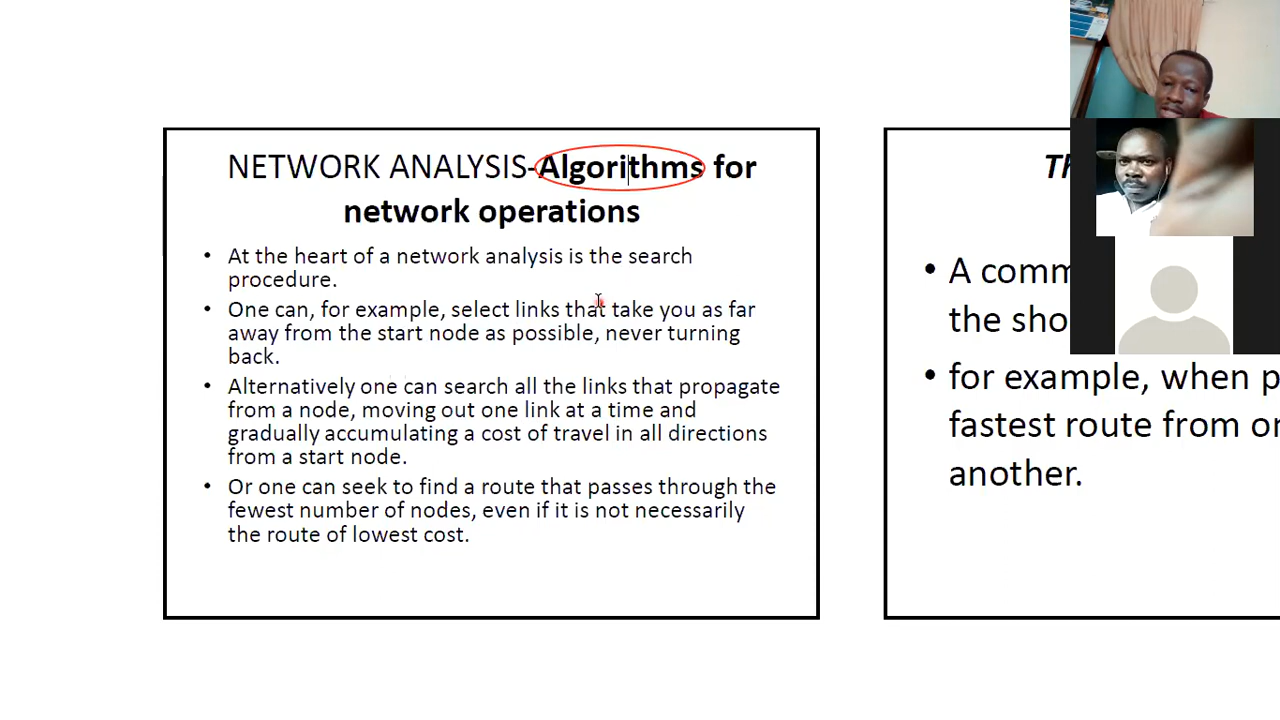 NETWORK ANALYSIS-Algorithms for
network operations
• At the heart of a network analysis is the search
procedure.
• One can, for example, select links that take you as far
away from the start node as possible, never turning
back.
• Alternatively one can search all the links that propagate
from a node, moving out one link at a time and
gradually accumulating a cost of travel in all directions
from a start node.
• Or one can seek to find a route that passes through the
fewest number of nodes, even if it is not necessarily
the route of lowest cost.
• A
the
• for example, when
fastest route from
another.